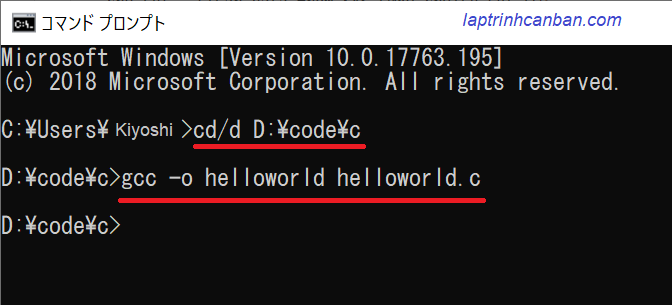 コマンド プロンプト
laptrinhcanban.com
Microsoft Windows [Version 10.0.17763.195]
(c) 2018 Microsoft Corporation. All rights reserved.
C:¥Users¥ Kiyoshi >cd/d D:¥code¥c
D:¥code¥c>gcc -o helloworld helloworld.c
D:¥code¥c>